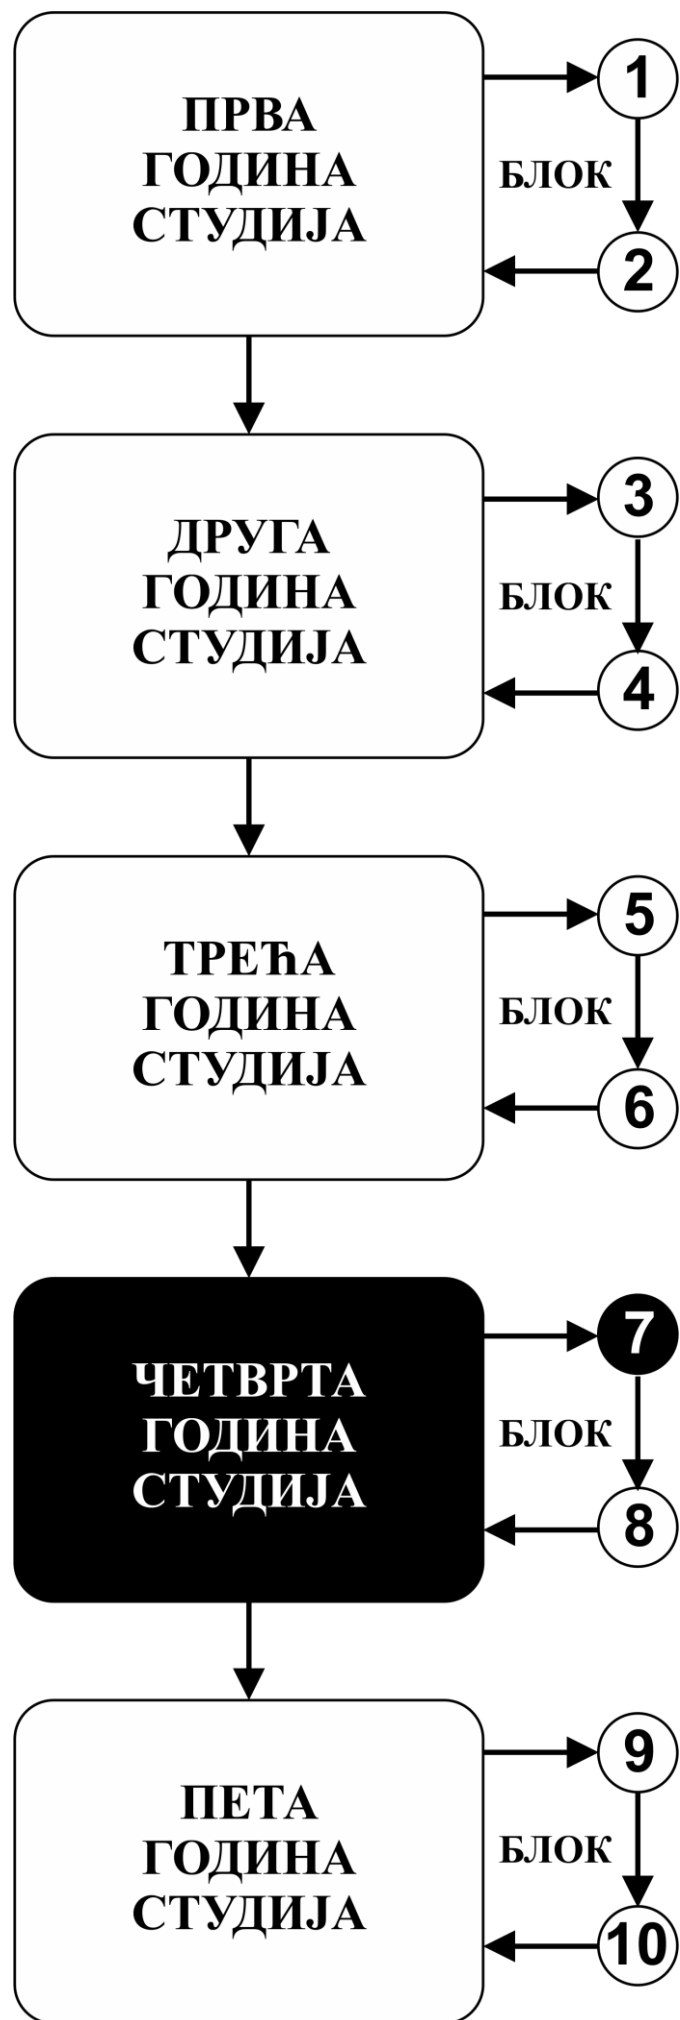 ПРВА
ГОДИНА
СТУДИЈА
1
БЛОК
2
ДРУГА
ГОДИНА
СТУДИЈА
3
БЛОК
4
ТРЕЋА
ГОДИНА
СТУДИЈА
5
БЛОК
6
ЧЕТВРТА
ГОДИНА
СТУДИЈА
7
БЛОК
8
ПЕТА
ГОДИНА
СТУДИЈА
9
БЛОК
10